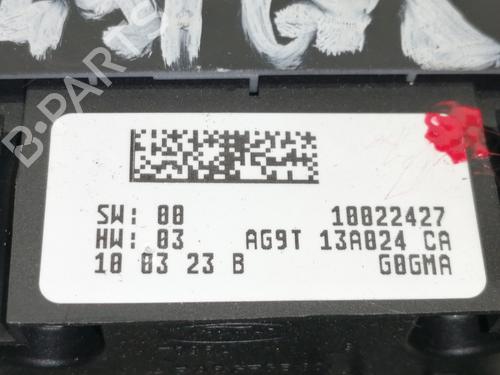 B-PARTS
SW: 00 10022427
HW: 03 AG9T 13A024 CA
10 03 23 B G0GMA